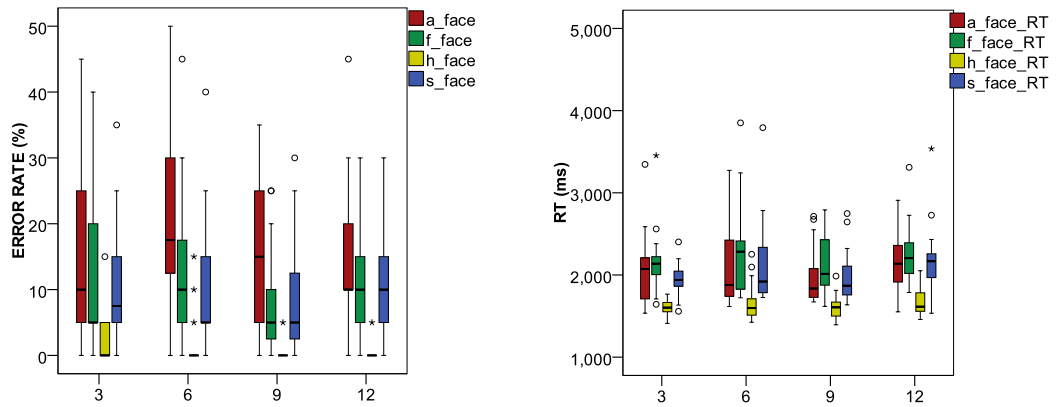 ERROR RATE (%)
50
40
30
20
10
0
3 6 9 12
a_face
f_face
h_face
s_face
RT (ms)
5,000
4,000
3,000
2,000
1,000
3 6 9 12
a_face_RT
f_face_RT
h_face_RT
s_face_RT